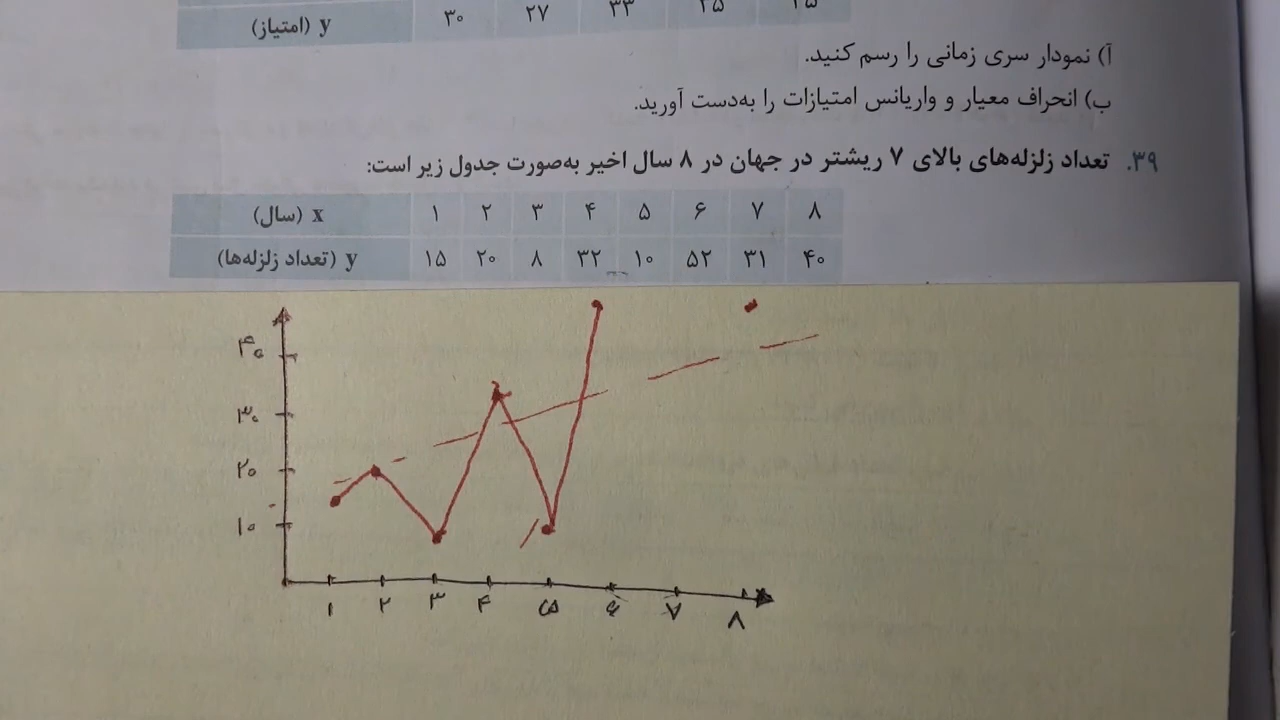 y (امتیاز) ۳۰ ۲۷ ۳۳ ۲۵ ۲۵
آ) نمودار سری زمانی را رسم کنید.
ب) انحراف معیار و واریانس امتیازات را به‌دست آورید.
۳۹. تعداد زلزله‌های بالای ۷ ریشتر در جهان در ۸ سال اخیر به‌صورت جدول زیر است:
x (سال) ۱ ۲ ۳ ۴ ۵ ۶ ۷ ۸
y (تعداد زلزله‌ها) ۱۵ ۲۰ ۸ ۳۲ ۱۰ ۵۲ ۳۱ ۴۰
۴۰
۳۰
۲۰
۱۰
۱ ۲ ۳ ۴ ۵ ۶ ۷ ۸